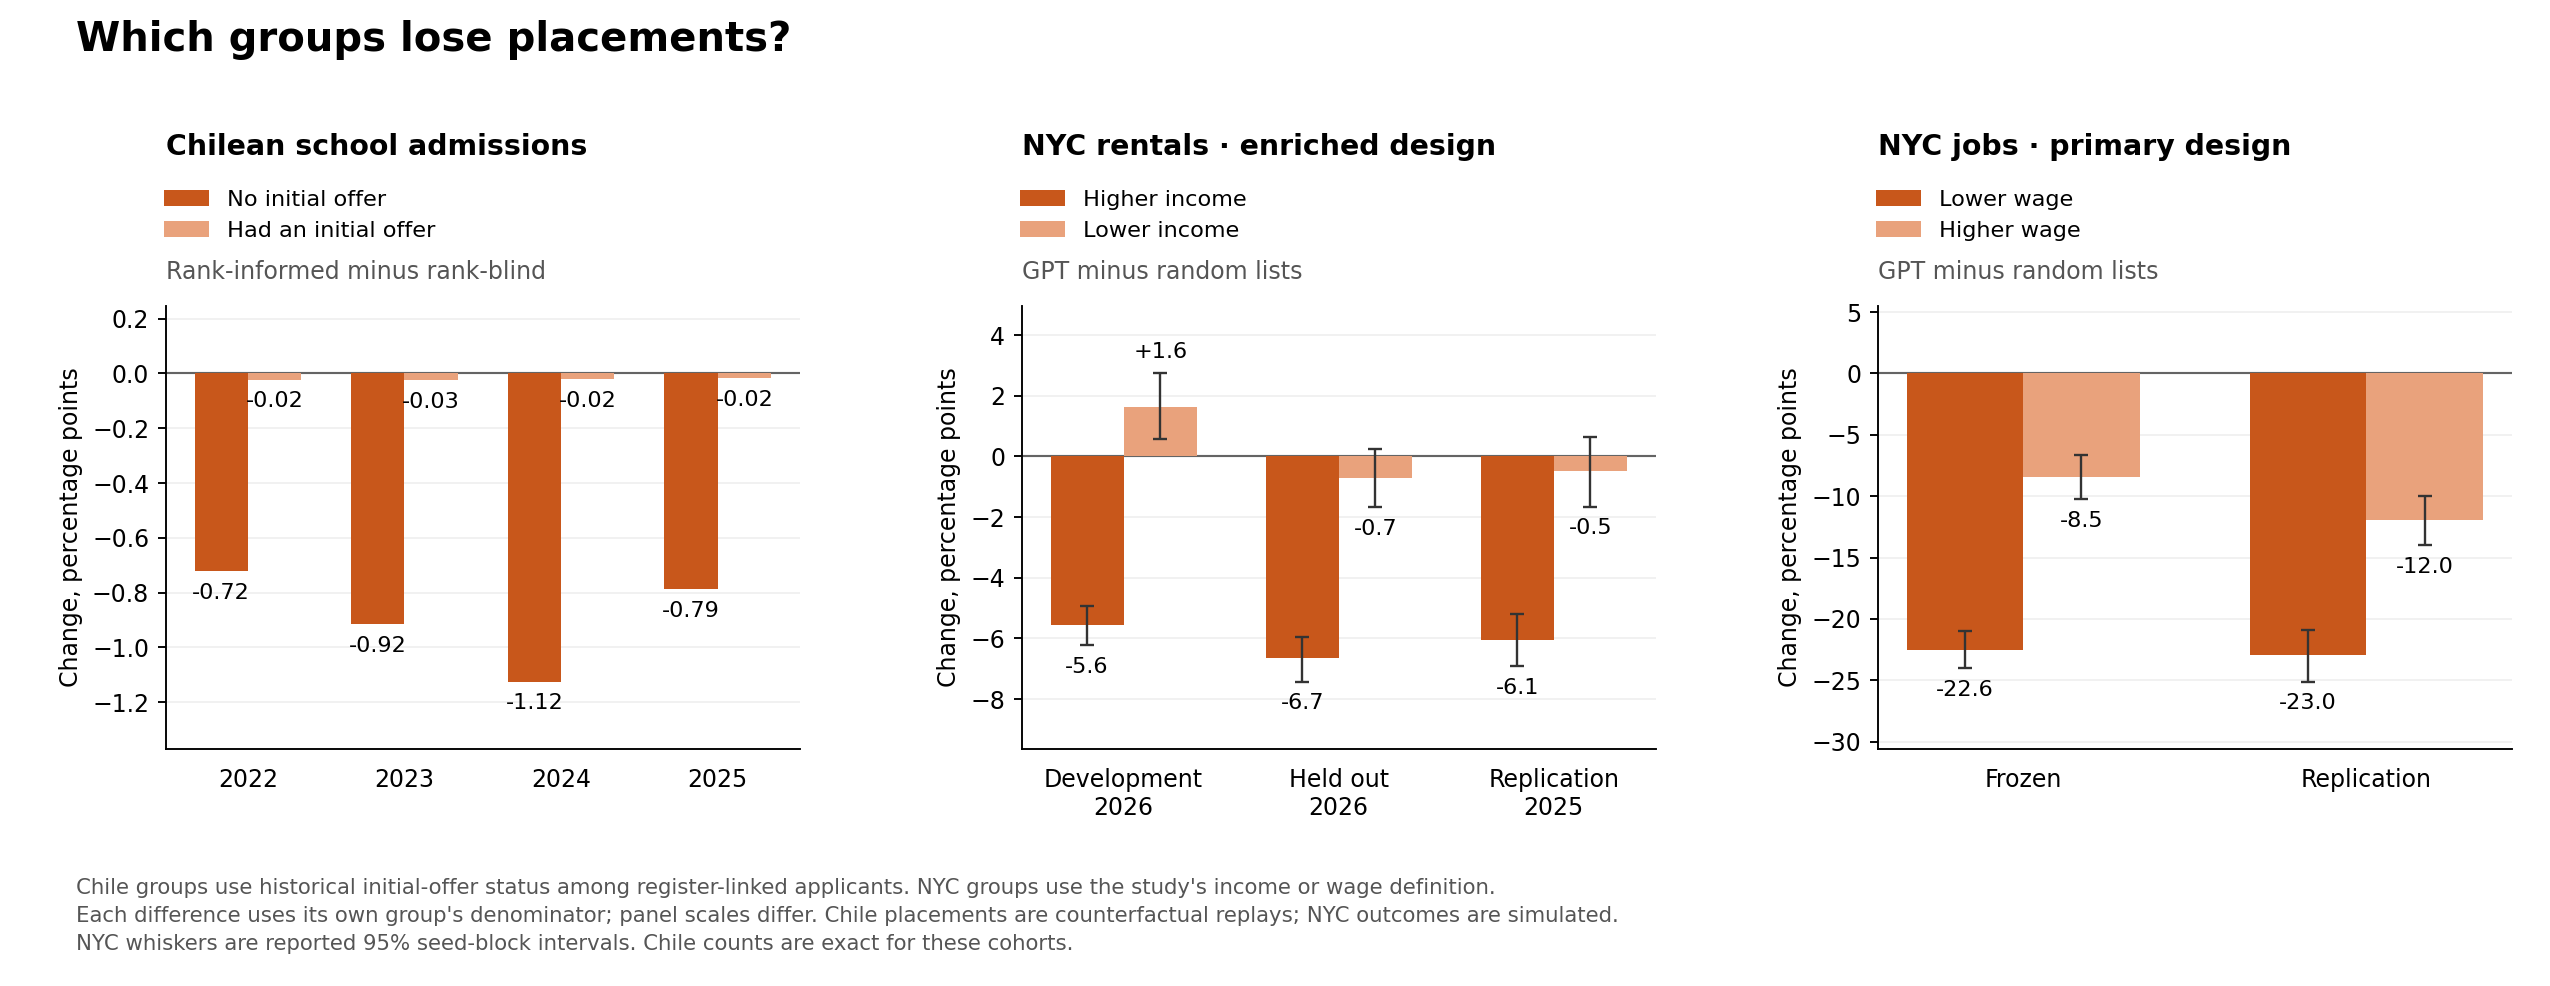 Which groups lose placements?
Chilean school admissions
No initial offer
Had an initial offer
Rank-informed minus rank-blind
Change, percentage points
0.2
0.0
−0.2
−0.4
−0.6
−0.8
−1.0
−1.2
-0.72
-0.02
-0.92
-0.03
-1.12
-0.02
-0.79
-0.02
2022
2023
2024
2025
NYC rentals · enriched design
Higher income
Lower income
GPT minus random lists
Change, percentage points
4
2
0
−2
−4
−6
−8
-5.6
+1.6
-6.7
-0.7
-6.1
-0.5
Development
2026
Held out
2026
Replication
2025
NYC jobs · primary design
Lower wage
Higher wage
GPT minus random lists
Change, percentage points
5
0
−5
−10
−15
−20
−25
−30
-22.6
-8.5
-23.0
-12.0
Frozen
Replication
Chile groups use historical initial-offer status among register-linked applicants. NYC groups use the study's income or wage definition.
Each difference uses its own group's denominator; panel scales differ. Chile placements are counterfactual replays; NYC outcomes are simulated.
NYC whiskers are reported 95% seed-block intervals. Chile counts are exact for these cohorts.